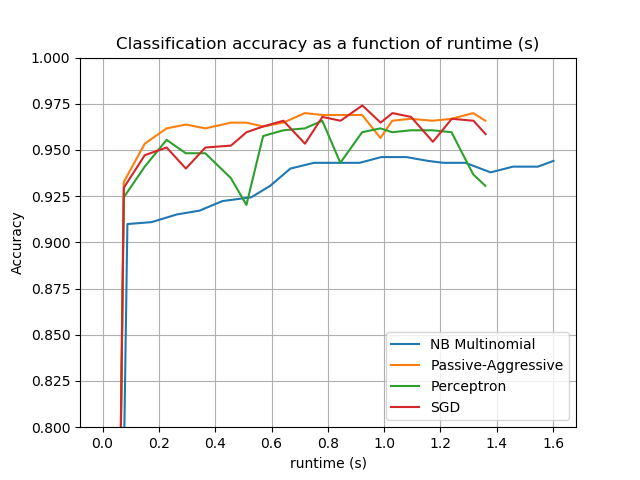 Classification accuracy as a function of runtime (s)
1.000
0.975
0.950
0.925
0.900
0.875
0.850
0.825
0.800
Accuracy
NB Multinomial
Passive-Aggressive
Perceptron
SGD
0.0 0.2 0.4 0.6 0.8 1.0 1.2 1.4 1.6
runtime (s)